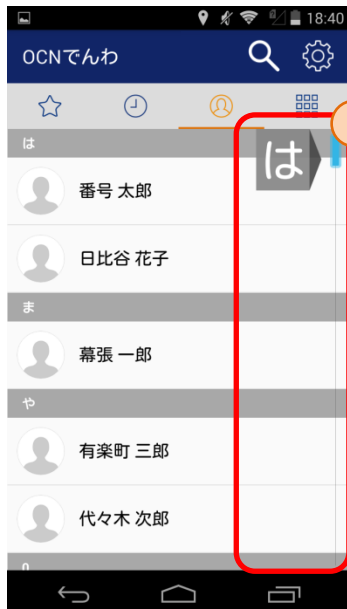 18:40
OCNでんわ
は
は
番号 太郎
日比谷 花子
ま
幕張 一郎
や
有楽町 三郎
代々木 次郎